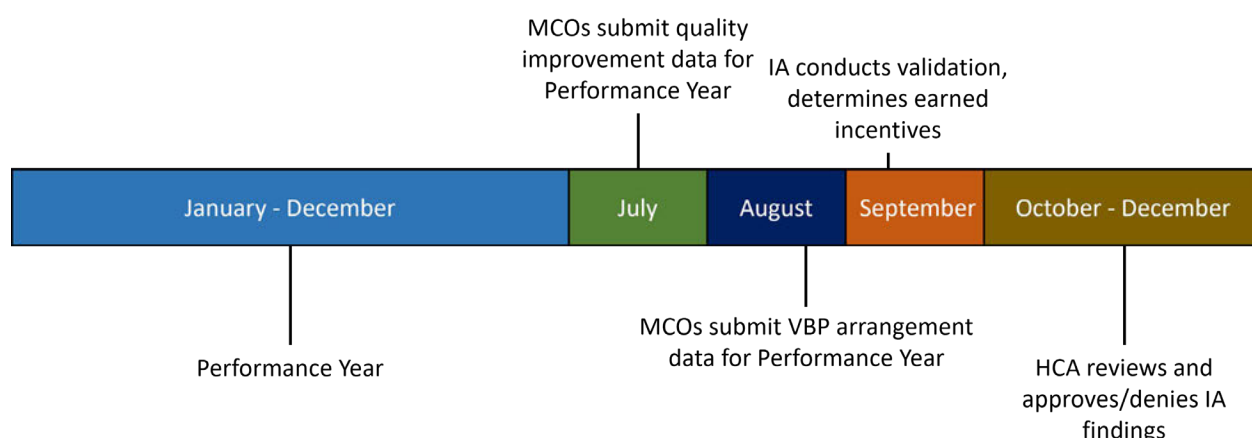 MCOs submit quality
improvement data for
Performance Year
IA conducts validation,
determines earned
incentives
January - December
July
August
September
October - December
Performance Year
MCOs submit VBP arrangement
data for Performance Year
HCA reviews and
approves/denies IA
findings